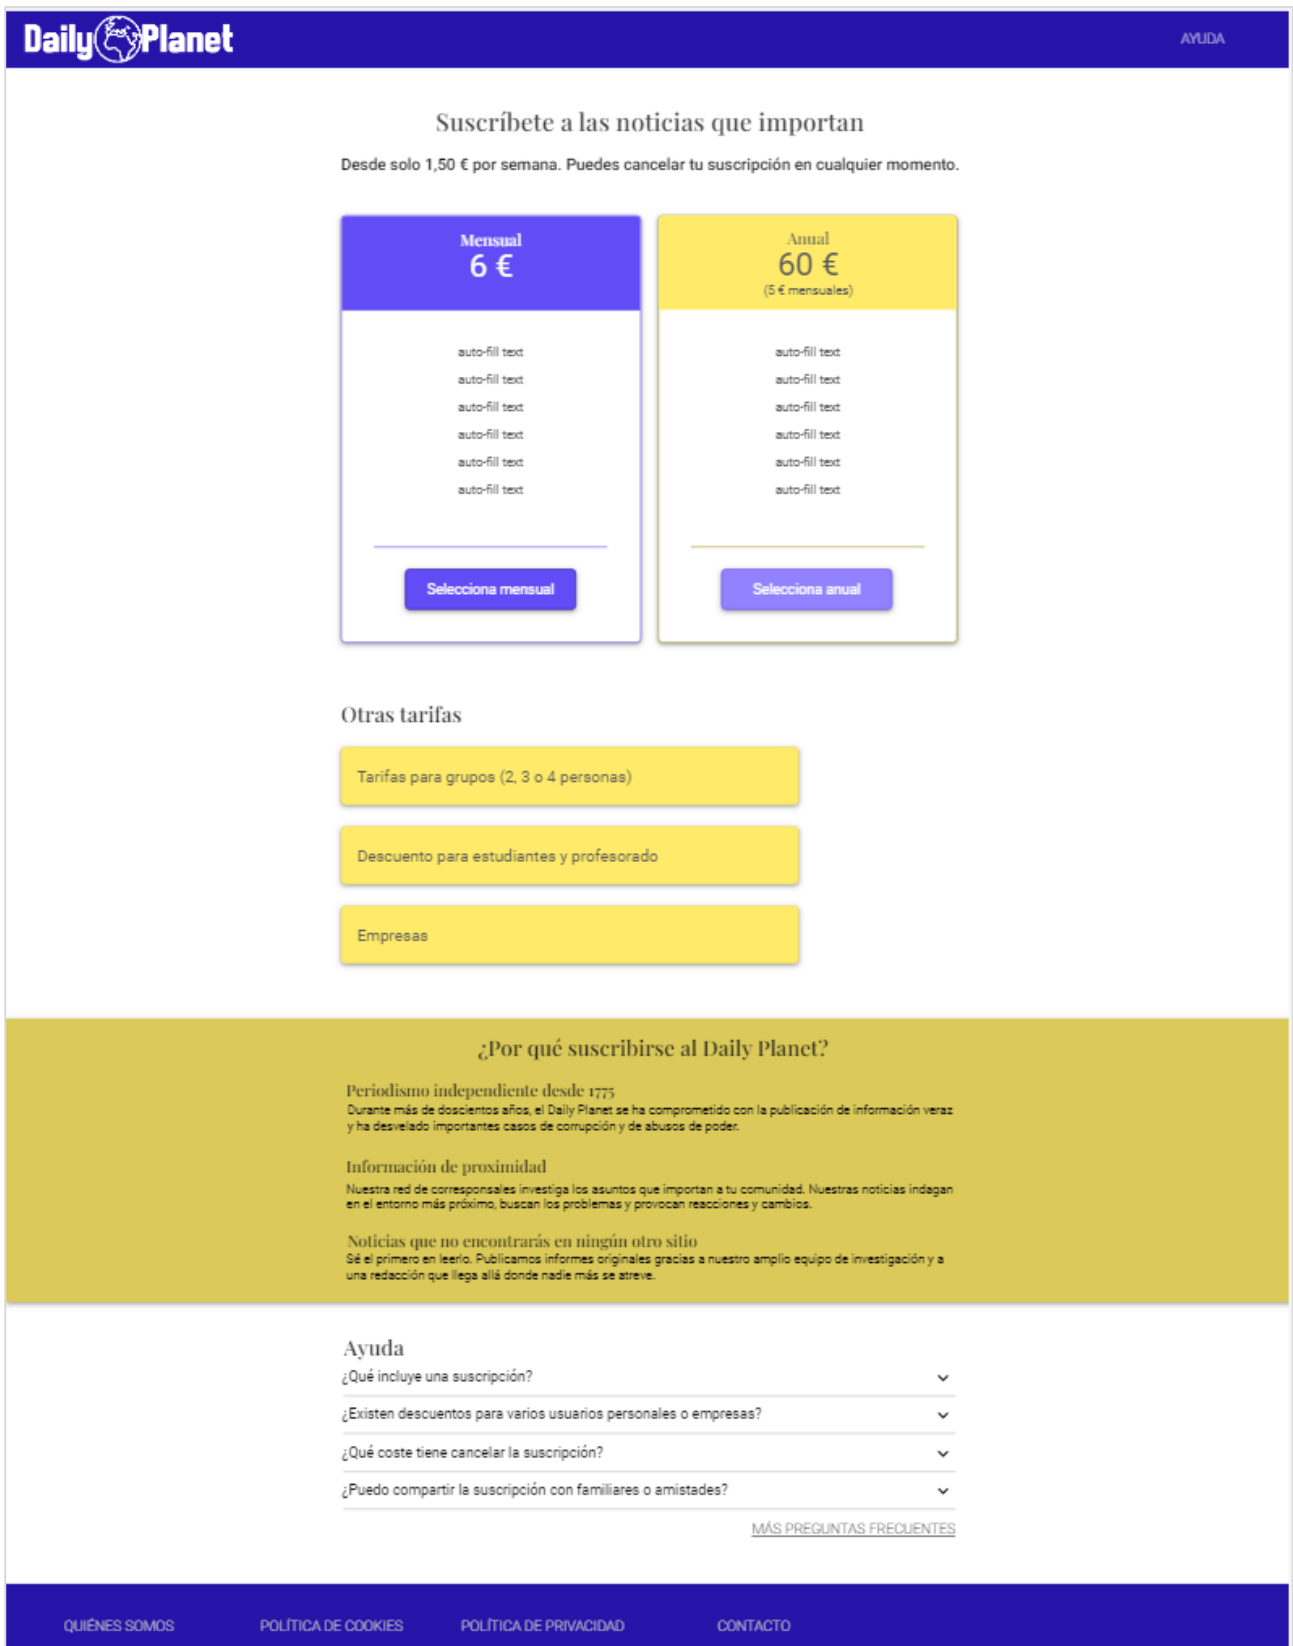 Daily Planet
AYUDA
Suscríbete a las noticias que importan
Desde solo 1,50 € por semana. Puedes cancelar tu suscripción en cualquier momento.
Mensual
6 €
auto-fill text
auto-fill text
auto-fill text
auto-fill text
auto-fill text
auto-fill text
Selecciona mensual
Anual
60 €
(5 € mensuales)
auto-fill text
auto-fill text
auto-fill text
auto-fill text
auto-fill text
auto-fill text
Selecciona anual
Otras tarifas
Tarifas para grupos (2, 3 o 4 personas)
Descuento para estudiantes y profesorado
Empresas
¿Por qué suscribirse al Daily Planet?
Periodismo independiente desde 1775
Durante más de doscientos años, el Daily Planet se ha comprometido con la publicación de información veraz
y ha desvelado importantes casos de corrupción y de abusos de poder.
Información de proximidad
Nuestra red de corresponsales investiga los asuntos que importan a tu comunidad. Nuestras noticias indagan
en el entorno más próximo, buscan los problemas y provocan reacciones y cambios.
Noticias que no encontrarás en ningún otro sitio
Sé el primero en leerlo. Publicamos informes originales gracias a nuestro amplio equipo de investigación y a
una redacción que llega allá donde nadie más se atreve.
Ayuda
¿Qué incluye una suscripción?
¿Existen descuentos para varios usuarios personales o empresas?
¿Qué coste tiene cancelar la suscripción?
¿Puedo compartir la suscripción con familiares o amistades?
MÁS PREGUNTAS FRECUENTES
QUIÉNES SOMOS
POLÍTICA DE COOKIES
POLÍTICA DE PRIVACIDAD
CONTACTO